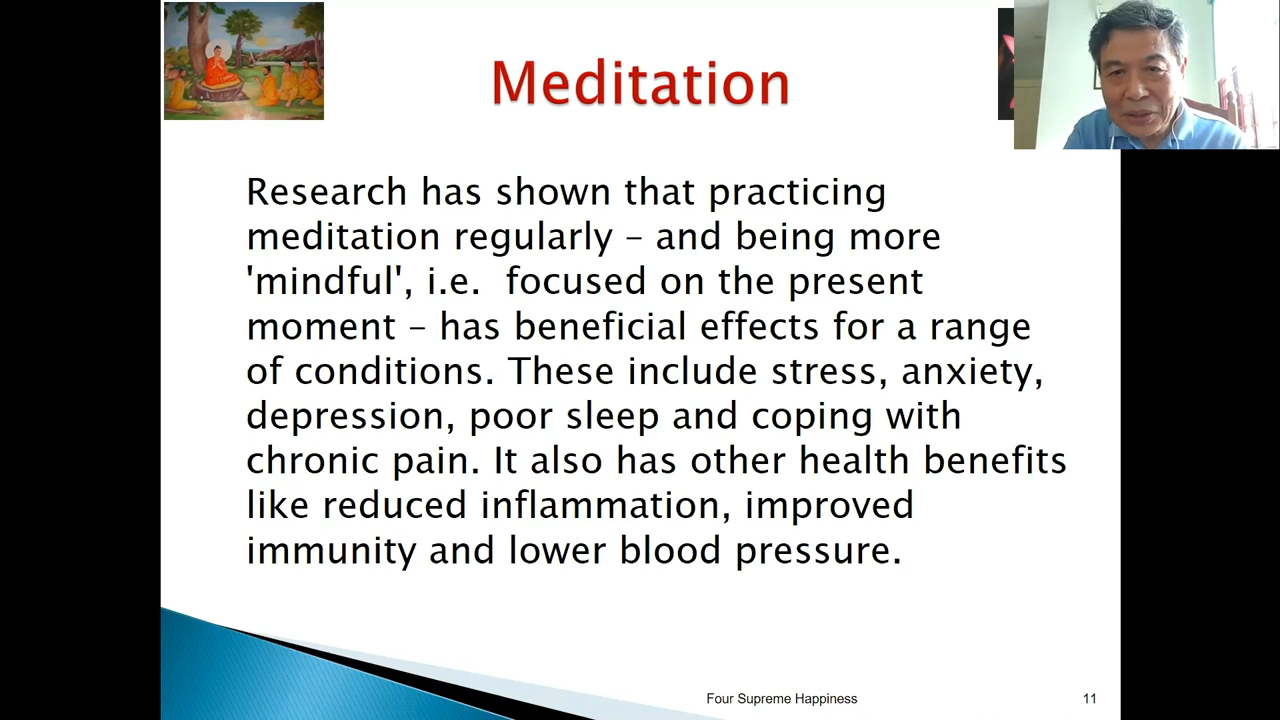 Meditation
Research has shown that practicing
meditation regularly – and being more
'mindful', i.e.  focused on the present
moment – has beneficial effects for a range
of conditions. These include stress, anxiety,
depression, poor sleep and coping with
chronic pain. It also has other health benefits
like reduced inflammation, improved
immunity and lower blood pressure.
Four Supreme Happiness
11